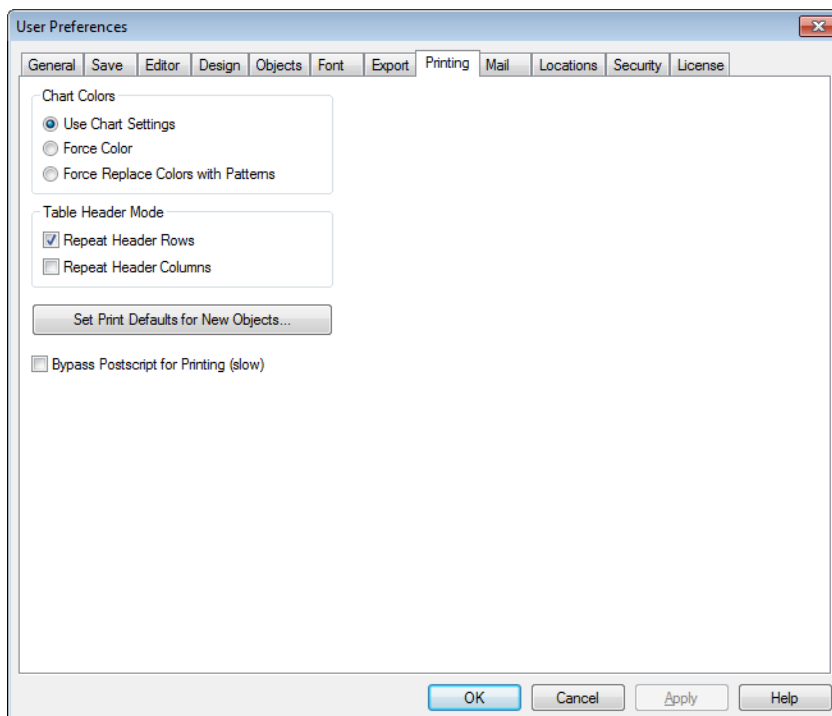 User Preferences
General Save Editor Design Objects Font Export Printing Mail Locations Security License
Chart Colors
Use Chart Settings
Force Color
Force Replace Colors with Patterns
Table Header Mode
Repeat Header Rows
Repeat Header Columns
Set Print Defaults for New Objects...
Bypass Postscript for Printing (slow)
OK Cancel Apply Help